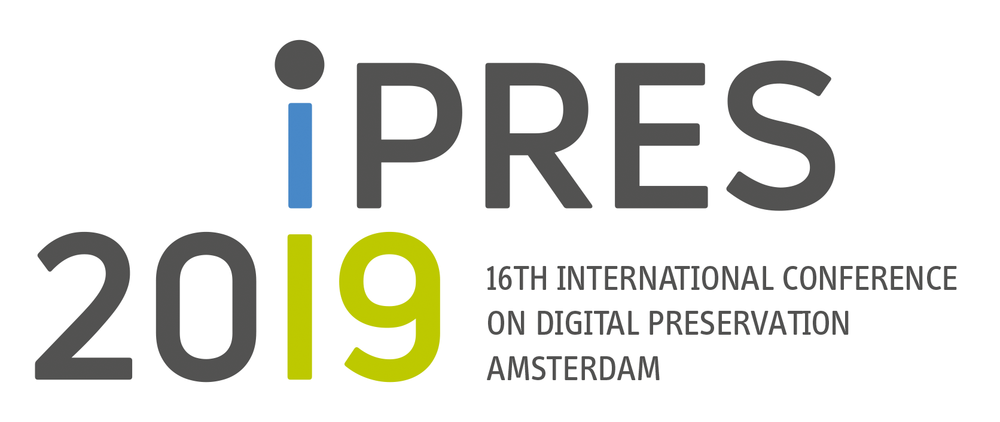 iPRES
2019
16TH INTERNATIONAL CONFERENCE
ON DIGITAL PRESERVATION
AMSTERDAM